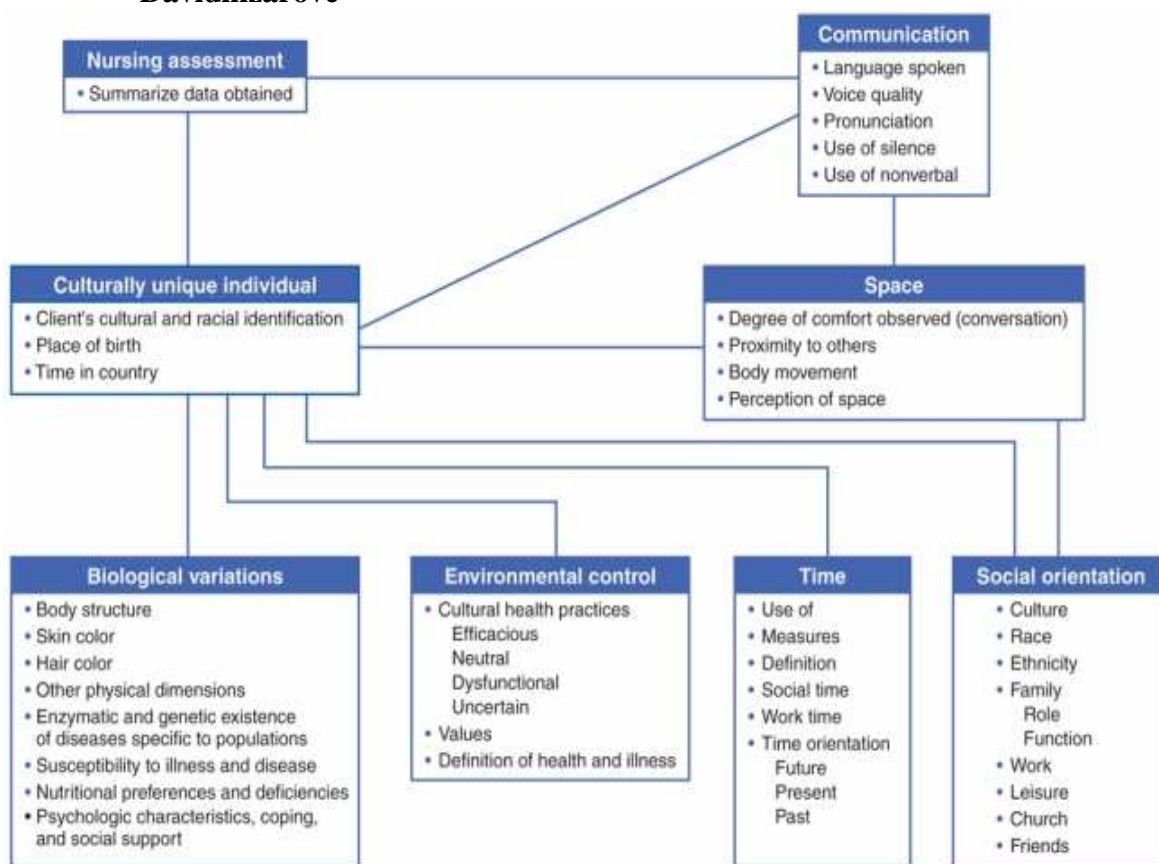 Davidhizarové
Nursing assessment
• Summarize data obtained
Communication
• Language spoken
• Voice quality
• Pronunciation
• Use of silence
• Use of nonverbal
Culturally unique individual
• Client's cultural and racial identification
• Place of birth
• Time in country
Space
• Degree of comfort observed (conversation)
• Proximity to others
• Body movement
• Perception of space
Biological variations
• Body structure
• Skin color
• Hair color
• Other physical dimensions
• Enzymatic and genetic existence
of diseases specific to populations
• Susceptibility to illness and disease
• Nutritional preferences and deficiencies
• Psychologic characteristics, coping,
and social support
Environmental control
• Cultural health practices
Efficacious
Neutral
Dysfunctional
Uncertain
• Values
• Definition of health and illness
Time
• Use of
• Measures
• Definition
• Social time
• Work time
• Time orientation
Future
Present
Past
Social orientation
• Culture
• Race
• Ethnicity
• Family
Role
Function
• Work
• Leisure
• Church
• Friends